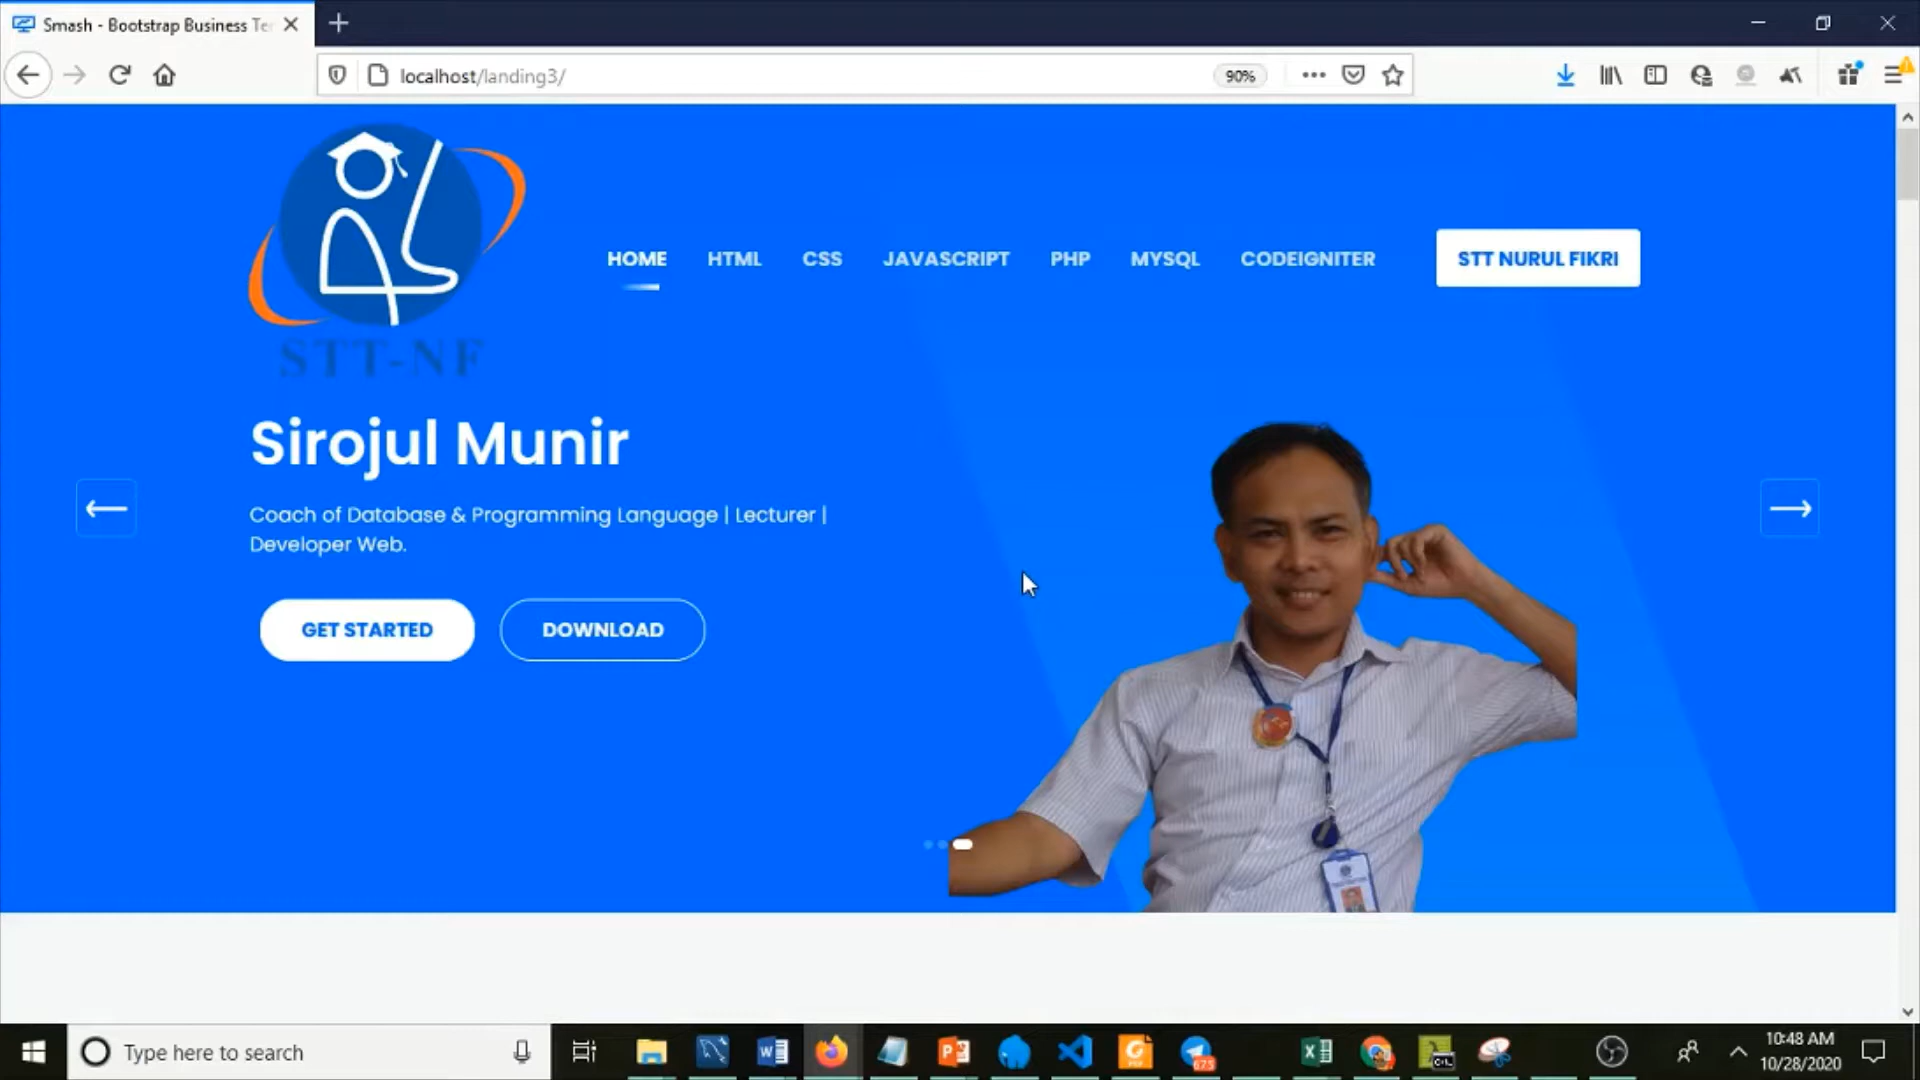 Smash - Bootstrap Business Te
localhost/landing3/
90%
STT-NF
HOME
HTML
CSS
JAVASCRIPT
PHP
MYSQL
CODEIGNITER
STT NURUL FIKRI
Sirojul Munir
Coach of Database & Programming Language | Lecturer |
Developer Web.
GET STARTED
DOWNLOAD
Type here to search
675
10:48 AM
10/28/2020